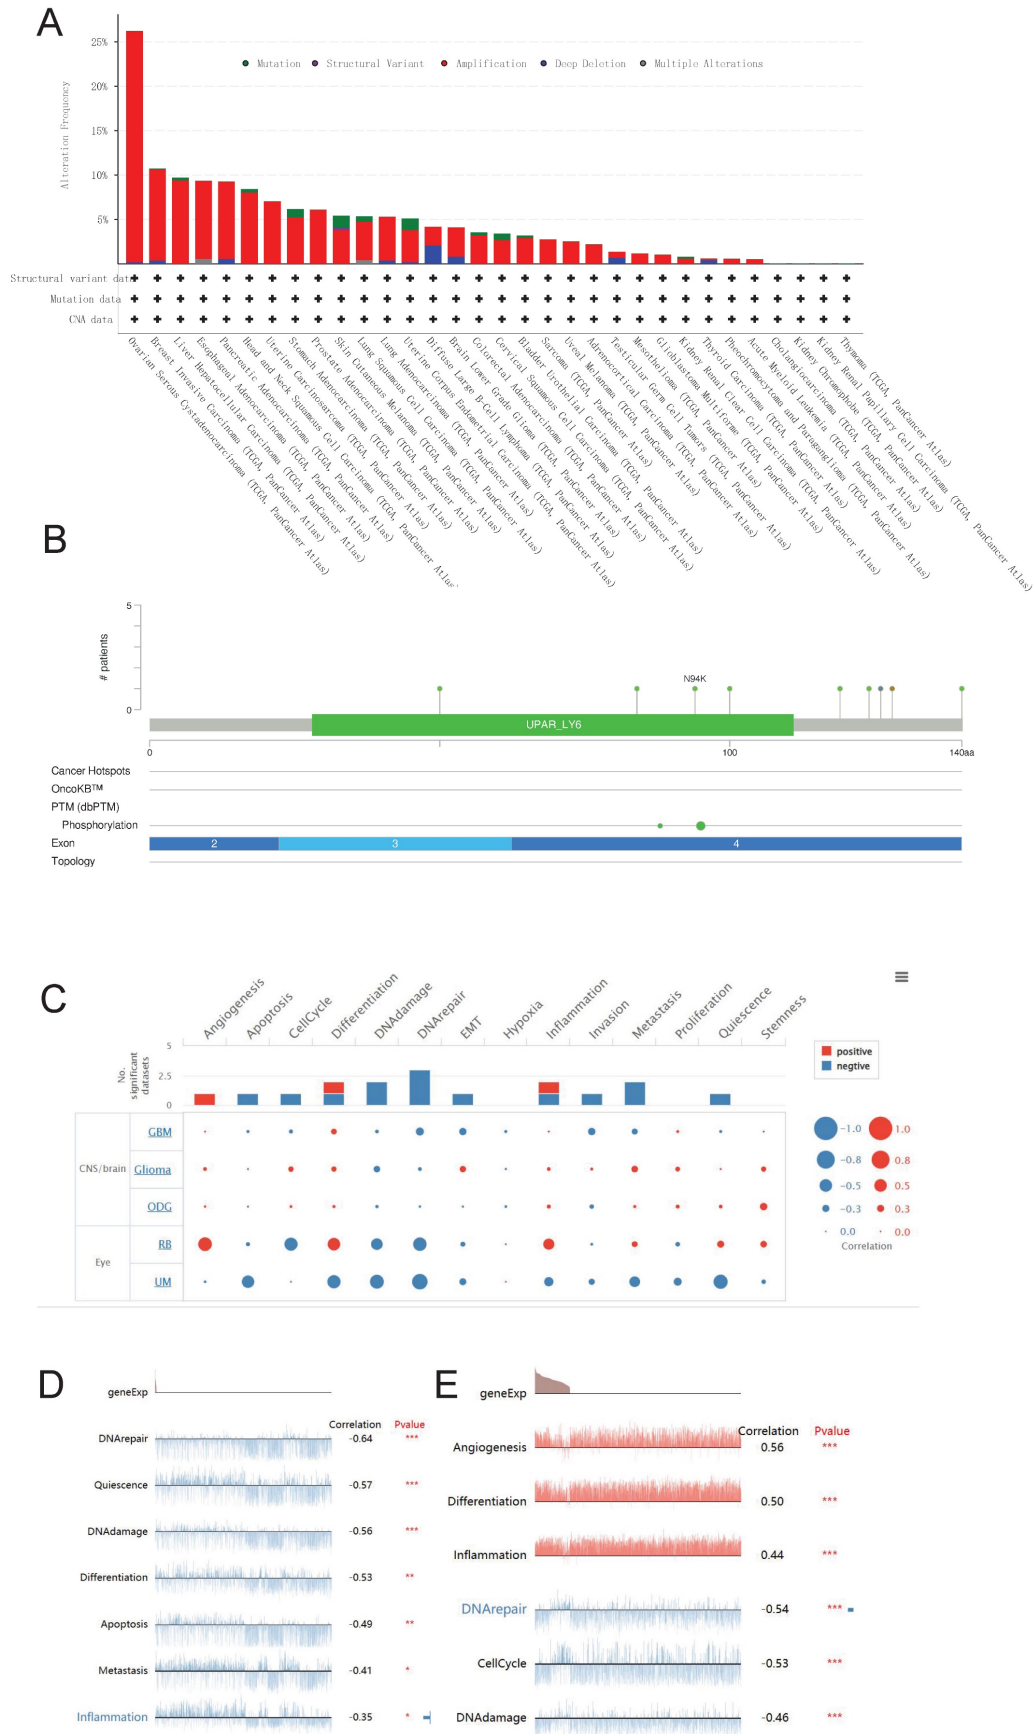 A
25%
20%
15%
10%
5%
Alteration Frequency
Mutation
Structural Variant
Amplification
Deep Deletion
Multiple Alterations
Structural variant data
Mutation data
CNA data
Ovarian Serous Cystadenocarcinoma (TCGA, PanCancer Atlas)
Breast Invasive Carcinoma (TCGA, PanCancer Atlas)
Liver Hepatocellular Carcinoma (TCGA, PanCancer Atlas)
Esophageal Adenocarcinoma (TCGA, PanCancer Atlas)
Pancreatic Adenocarcinoma (TCGA, PanCancer Atlas)
Head and Neck Squamous Cell Carcinoma (TCGA, PanCancer Atlas)
Uterine Carcinosarcoma (TCGA, PanCancer Atlas)
Stomach Adenocarcinoma (TCGA, PanCancer Atlas)
Prostate Adenocarcinoma (TCGA, PanCancer Atlas)
Skin Cutaneous Melanoma (TCGA, PanCancer Atlas)
Lung Squamous Cell Carcinoma (TCGA, PanCancer Atlas)
Lung Adenocarcinoma (TCGA, PanCancer Atlas)
Uterine Corpus Endometrial Carcinoma (TCGA, PanCancer Atlas)
Diffuse Large B-Cell Lymphoma (TCGA, PanCancer Atlas)
Brain Lower Grade Glioma (TCGA, PanCancer Atlas)
Colorectal Adenocarcinoma (TCGA, PanCancer Atlas)
Cervical Squamous Cell Carcinoma (TCGA, PanCancer Atlas)
Bladder Urothelial Carcinoma (TCGA, PanCancer Atlas)
Sarcoma (TCGA, PanCancer Atlas)
Uveal Melanoma (TCGA, PanCancer Atlas)
Adrenocortical Carcinoma (TCGA, PanCancer Atlas)
Testicular Germ Cell Tumors (TCGA, PanCancer Atlas)
Mesothelioma (TCGA, PanCancer Atlas)
Glioblastoma Multiforme (TCGA, PanCancer Atlas)
Kidney Renal Clear Cell Carcinoma (TCGA, PanCancer Atlas)
Thyroid Carcinoma (TCGA, PanCancer Atlas)
Pheochromocytoma and Paraganglioma (TCGA, PanCancer Atlas)
Acute Myeloid Leukemia (TCGA, PanCancer Atlas)
Cholangiocarcinoma (TCGA, PanCancer Atlas)
Kidney Chromophobe (TCGA, PanCancer Atlas)
Kidney Renal Papillary Cell Carcinoma (TCGA, PanCancer Atlas)
Thymoma (TCGA, PanCancer Atlas)
B
5
0
# patients
N94K
UPAR_LY6
0 100 140aa
Cancer Hotspots
OncoKB™
PTM (dbPTM)
Phosphorylation
Exon 2 3 4
Topology
C
Angiogenesis
Apoptosis
CellCycle
Differentiation
DNAdamage
DNArepair
EMT
Hypoxia
Inflammation
Invasion
Metastasis
Proliferation
Quiescence
Stemness
No. significant datasets
5
2.5
0
positive
negtive
CNS/brain
GBM
Glioma
ODG
Eye
RB
UM
-1.0 1.0
-0.8 0.8
-0.5 0.5
-0.3 0.3
0.0 0.0
Correlation
D
geneExp
Correlation Pvalue
DNArepair -0.64 ***
Quiescence -0.57 ***
DNAdamage -0.56 ***
Differentiation -0.53 **
Apoptosis -0.49 **
Metastasis -0.41 *
Inflammation -0.35 *
E
geneExp
Correlation Pvalue
Angiogenesis 0.56 ***
Differentiation 0.50 ***
Inflammation 0.44 ***
DNArepair -0.54 ***
CellCycle -0.53 ***
DNAdamage -0.46 ***